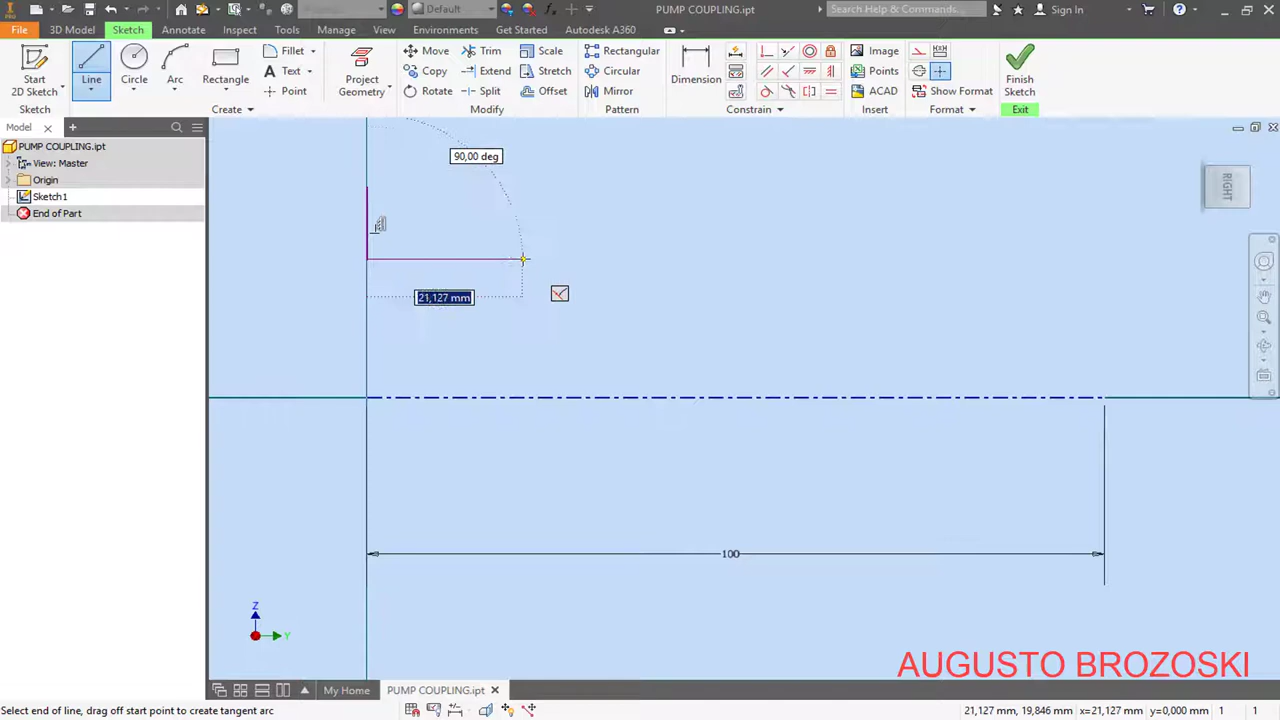 Default
PUMP COUPLING.ipt
Search Help & Commands...
Sign In
File
3D Model
Sketch
Annotate
Inspect
Tools
Manage
View
Environments
Get Started
Autodesk A360
Start
2D Sketch
Line
Circle
Arc
Rectangle
Fillet
Text
Point
Project
Geometry
Move
Copy
Rotate
Trim
Extend
Split
Scale
Stretch
Offset
Rectangular
Circular
Mirror
Dimension
Image
Points
ACAD
Show Format
Finish
Sketch
Sketch
Create
Modify
Pattern
Constrain
Insert
Format
Exit
Model
PUMP COUPLING.ipt
View: Master
Origin
Sketch1
End of Part
90,00 deg
RIGHT
21,127 mm
100
Z
Y
AUGUSTO BROZOSKI
My Home
PUMP COUPLING.ipt
Select end of line, drag off start point to create tangent arc
21,127 mm, 19,846 mm
x=21,127 mm
y=0,000 mm
1
1